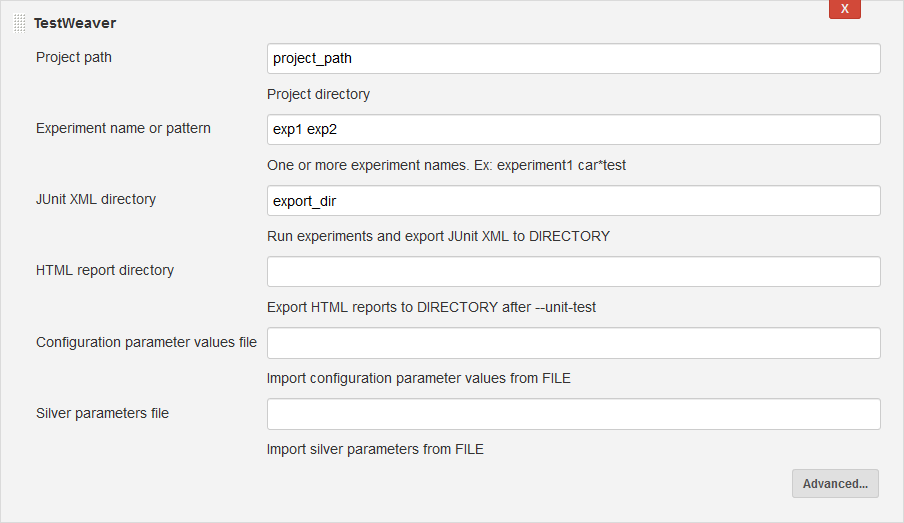 TestWeaver
X
Project path
project_path
Project directory
Experiment name or pattern
exp1 exp2
One or more experiment names. Ex: experiment1 car*test
JUnit XML directory
export_dir
Run experiments and export JUnit XML to DIRECTORY
HTML report directory
Export HTML reports to DIRECTORY after --unit-test
Configuration parameter values file
Import configuration parameter values from FILE
Silver parameters file
Import silver parameters from FILE
Advanced...